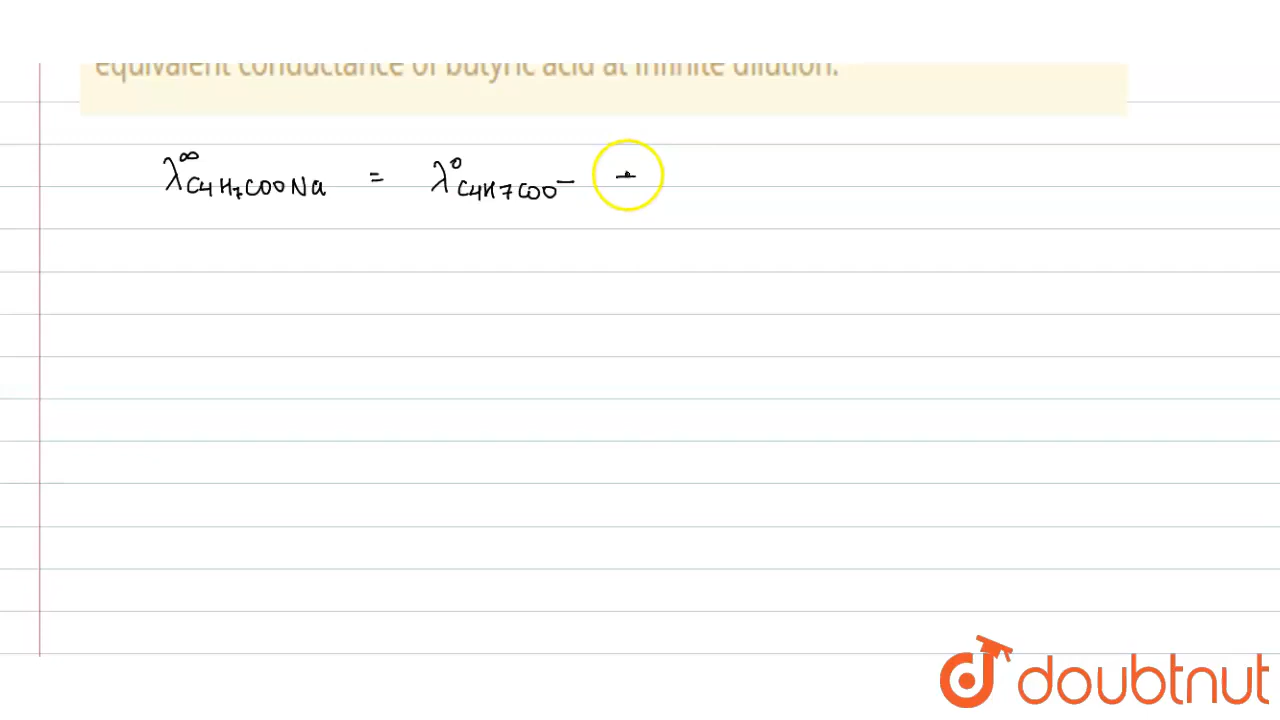 equivalent conductance of butyric acid at infinite dilution.
λ∞ C4H7COONa = λ° C4H7COO− +
doubtnut